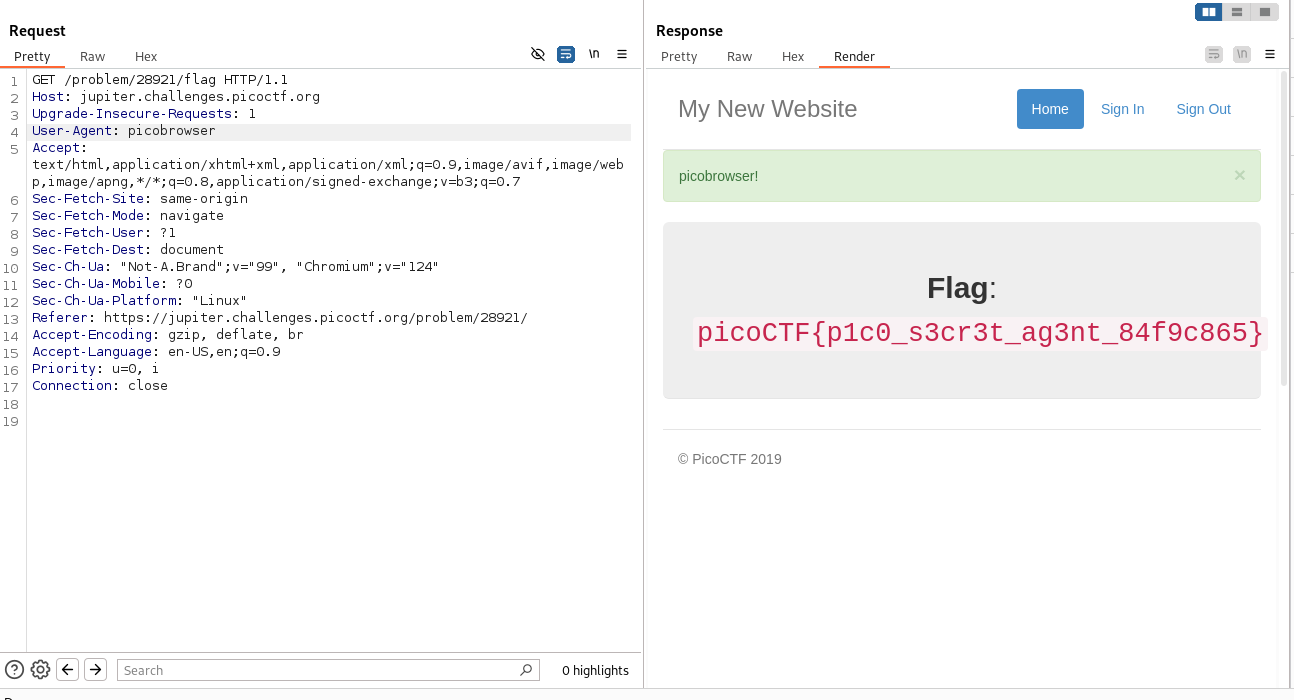 Request
Pretty Raw Hex \n
1 GET /problem/28921/flag HTTP/1.1
2 Host: jupiter.challenges.picoctf.org
3 Upgrade-Insecure-Requests: 1
4 User-Agent: picobrowser
5 Accept:
text/html,application/xhtml+xml,application/xml;q=0.9,image/avif,image/web
p,image/apng,*/*;q=0.8,application/signed-exchange;v=b3;q=0.7
6 Sec-Fetch-Site: same-origin
7 Sec-Fetch-Mode: navigate
8 Sec-Fetch-User: ?1
9 Sec-Fetch-Dest: document
10 Sec-Ch-Ua: "Not-A.Brand";v="99", "Chromium";v="124"
11 Sec-Ch-Ua-Mobile: ?0
12 Sec-Ch-Ua-Platform: "Linux"
13 Referer: https://jupiter.challenges.picoctf.org/problem/28921/
14 Accept-Encoding: gzip, deflate, br
15 Accept-Language: en-US,en;q=0.9
16 Priority: u=0, i
17 Connection: close
18
19
Search 0 highlights
Response
Pretty Raw Hex Render \n
My New Website Home Sign In Sign Out
picobrowser! ×
Flag:
picoCTF{p1c0_s3cr3t_ag3nt_84f9c865}
© PicoCTF 2019